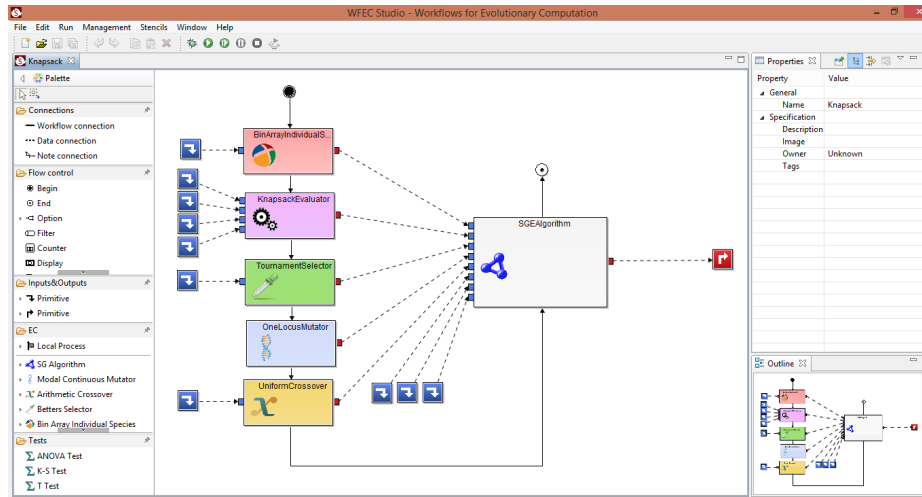 WFEC Studio - Workflows for Evolutionary Computation
File Edit Run Management Stencils Window Help
Knapsack
Palette
Connections
Workflow connection
Data connection
Note connection
Flow control
Begin
End
Option
Filter
Counter
Display
Inputs&Outputs
Primitive
Primitive
EC
Local Process
SG Algorithm
Modal Continuous Mutator
Arithmetic Crossover
Betters Selector
Bin Array Individual Species
Tests
ANOVA Test
K-S Test
T Test
BinArrayIndividualS...
KnapsackEvaluator
TournamentSelector
OneLocusMutator
UniformCrossover
SGEAlgorithm
Properties
Property Value
General
Name Knapsack
Specification
Description
Image
Owner Unknown
Tags
Outline